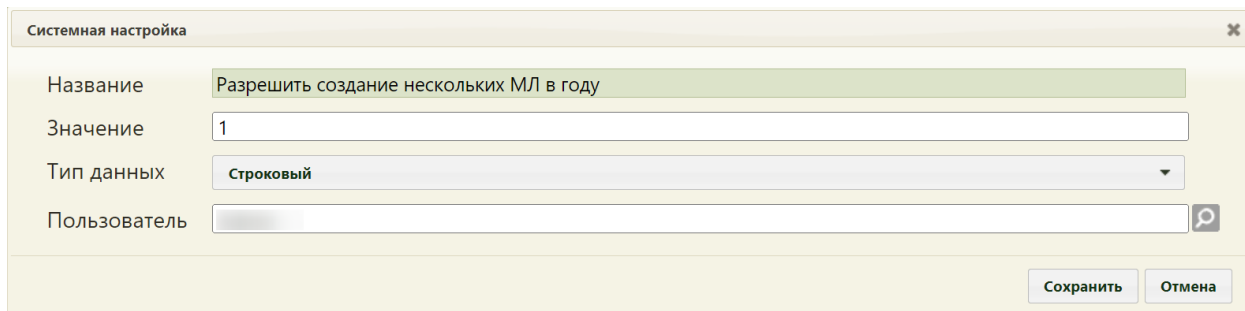 Системная настройка
Название Разрешить создание нескольких МЛ в году
Значение 1
Тип данных Строковый
Пользователь
Сохранить Отмена